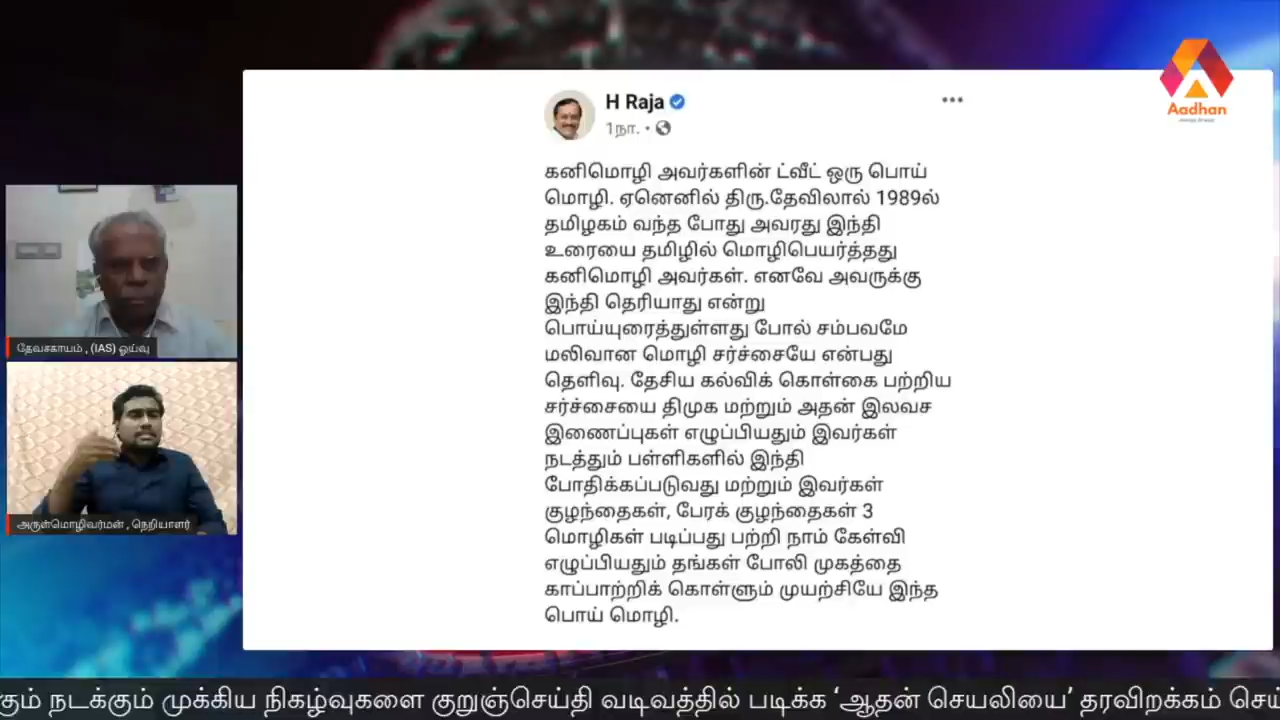 Aadhan
H Raja
1நா.
கனிமொழி அவர்களின் ட்வீட் ஒரு பொய்
மொழி. ஏனெனில் திரு.தேவிலால் 1989ல்
தமிழகம் வந்த போது அவரது இந்தி
உரையை தமிழில் மொழிபெயர்த்தது
கனிமொழி அவர்கள். எனவே அவருக்கு
இந்தி தெரியாது என்று
பொய்யுரைத்துள்ளது போல் சம்பவமே
மலிவான மொழி சர்ச்சையே என்பது
தெளிவு. தேசிய கல்விக் கொள்கை பற்றிய
சர்ச்சையை திமுக மற்றும் அதன் இலவச
இணைப்புகள் எழுப்பியதும் இவர்கள்
நடத்தும் பள்ளிகளில் இந்தி
போதிக்கப்படுவது மற்றும் இவர்கள்
குழந்தைகள், பேரக் குழந்தைகள் 3
மொழிகள் படிப்பது பற்றி நாம் கேள்வி
எழுப்பியதும் தங்கள் போலி முகத்தை
காப்பாற்றிக் கொள்ளும் முயற்சியே இந்த
பொய் மொழி.
தேவசகாயம் , (IAS) ஓய்வு
அருள்மொழிவர்மன் , நெறியாளர்
நடக்கும் முக்கிய நிகழ்வுகளை குறுஞ்செய்தி வடிவத்தில் படிக்க ‘ஆதன் செயலியை’ தரவிறக்கம்